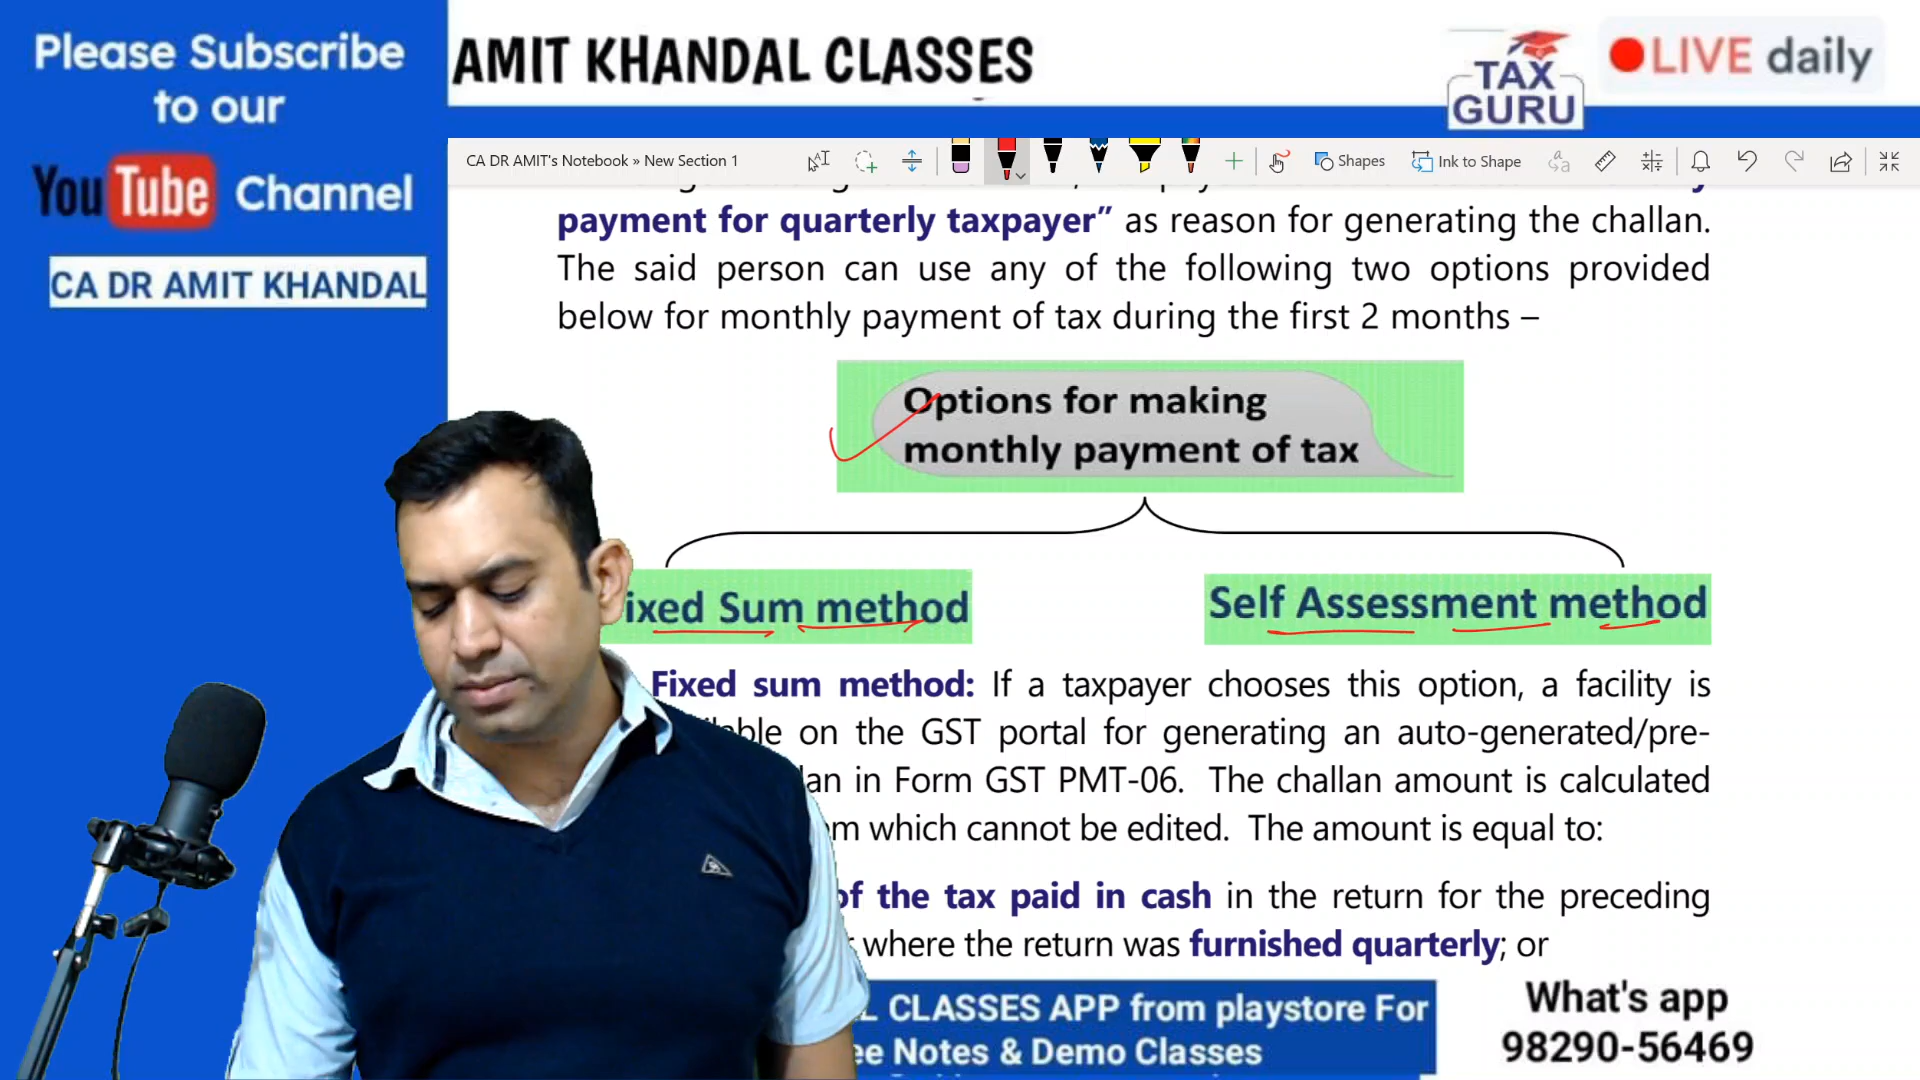 Please Subscribe
to our
YouTube Channel
CA DR AMIT KHANDAL
AMIT KHANDAL CLASSES
TAX
GURU
LIVE daily
CA DR AMIT's Notebook » New Section 1
Shapes
Ink to Shape
payment for quarterly taxpayer” as reason for generating the challan.
The said person can use any of the following two options provided
below for monthly payment of tax during the first 2 months –
Options for making
monthly payment of tax
ixed Sum method
Self Assessment method
Fixed sum method: If a taxpayer chooses this option, a facility is
on the GST portal for generating an auto-generated/pre-
in Form GST PMT-06. The challan amount is calculated
which cannot be edited. The amount is equal to:
of the tax paid in cash in the return for the preceding
where the return was furnished quarterly; or
CLASSES APP from playstore For
Notes & Demo Classes
What's app
98290-56469